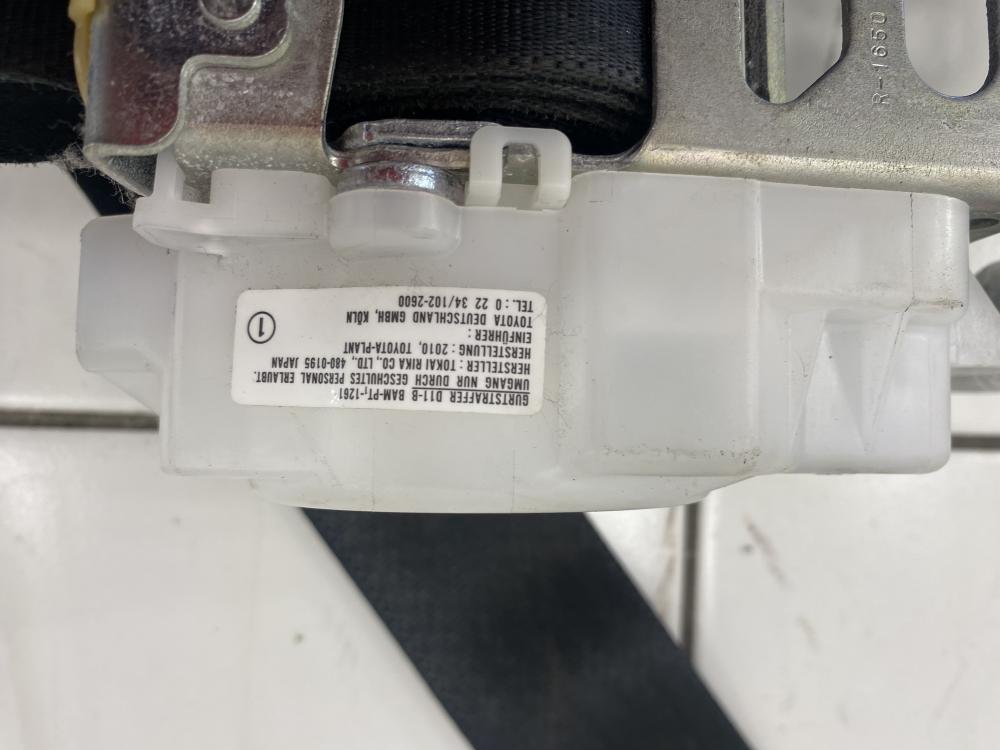 GURTSTRAFFER D11-B BAM-PT₁-1261
UMGANG NUR DURCH GESCHULTES PERSONAL ERLAUBT.
HERSTELLER : TOKAI RIKA CO., LTD., 480-0195 JAPAN
HERSTELLUNG : 2010, TOYOTA-PLANT
EINFÜHRER :
TOYOTA DEUTSCHLAND GMBH, KÖLN
TEL. : 0 22 34/102-2600
1
R-1650